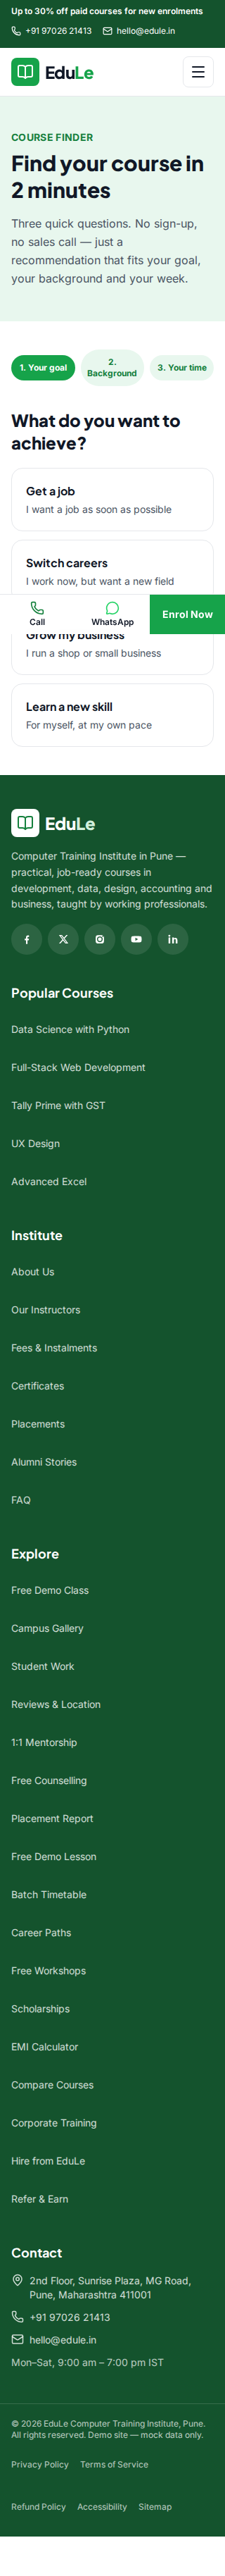 Up to 30% off paid courses for new enrolments
+91 97026 21413 hello@edule.in
EduLe
COURSE FINDER
Find your course in
2 minutes
Three quick questions. No sign-up,
no sales call — just a
recommendation that fits your goal,
your background and your week.
1. Your goal
2.
Background
3. Your time
What do you want to
achieve?
Get a job
I want a job as soon as possible
Switch careers
I work now, but want a new field
Call
WhatsApp
Enrol Now
Grow my business
I run a shop or small business
Learn a new skill
For myself, at my own pace
EduLe
Computer Training Institute in Pune —
practical, job-ready courses in
development, data, design, accounting and
business, taught by working professionals.
Popular Courses
Data Science with Python
Full-Stack Web Development
Tally Prime with GST
UX Design
Advanced Excel
Institute
About Us
Our Instructors
Fees & Instalments
Certificates
Placements
Alumni Stories
FAQ
Explore
Free Demo Class
Campus Gallery
Student Work
Reviews & Location
1:1 Mentorship
Free Counselling
Placement Report
Free Demo Lesson
Batch Timetable
Career Paths
Free Workshops
Scholarships
EMI Calculator
Compare Courses
Corporate Training
Hire from EduLe
Refer & Earn
Contact
2nd Floor, Sunrise Plaza, MG Road,
Pune, Maharashtra 411001
+91 97026 21413
hello@edule.in
Mon–Sat, 9:00 am – 7:00 pm IST
© 2026 EduLe Computer Training Institute, Pune.
All rights reserved. Demo site — mock data only.
Privacy Policy Terms of Service
Refund Policy Accessibility Sitemap